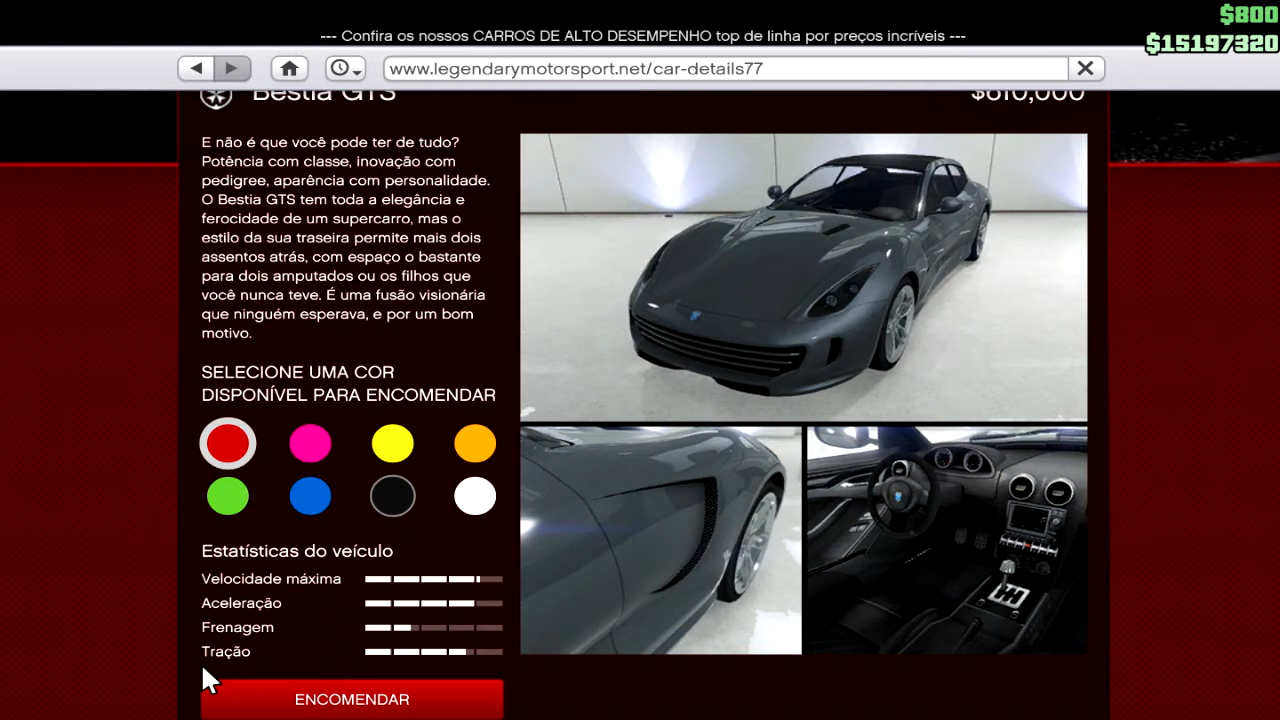 $800
--- Confira os nossos CARROS DE ALTO DESEMPENHO top de linha por preços incríveis ---
$15197320
www.legendarymotorsport.net/car-details77
Bestia GTS
$610,000
E não é que você pode ter de tudo?
Potência com classe, inovação com
pedigree, aparência com personalidade.
O Bestia GTS tem toda a elegância e
ferocidade de um supercarro, mas o
estilo da sua traseira permite mais dois
assentos atrás, com espaço o bastante
para dois amputados ou os filhos que
você nunca teve. É uma fusão visionária
que ninguém esperava, e por um bom
motivo.
SELECIONE UMA COR
DISPONÍVEL PARA ENCOMENDAR
Estatísticas do veículo
Velocidade máxima
Aceleração
Frenagem
Tração
ENCOMENDAR